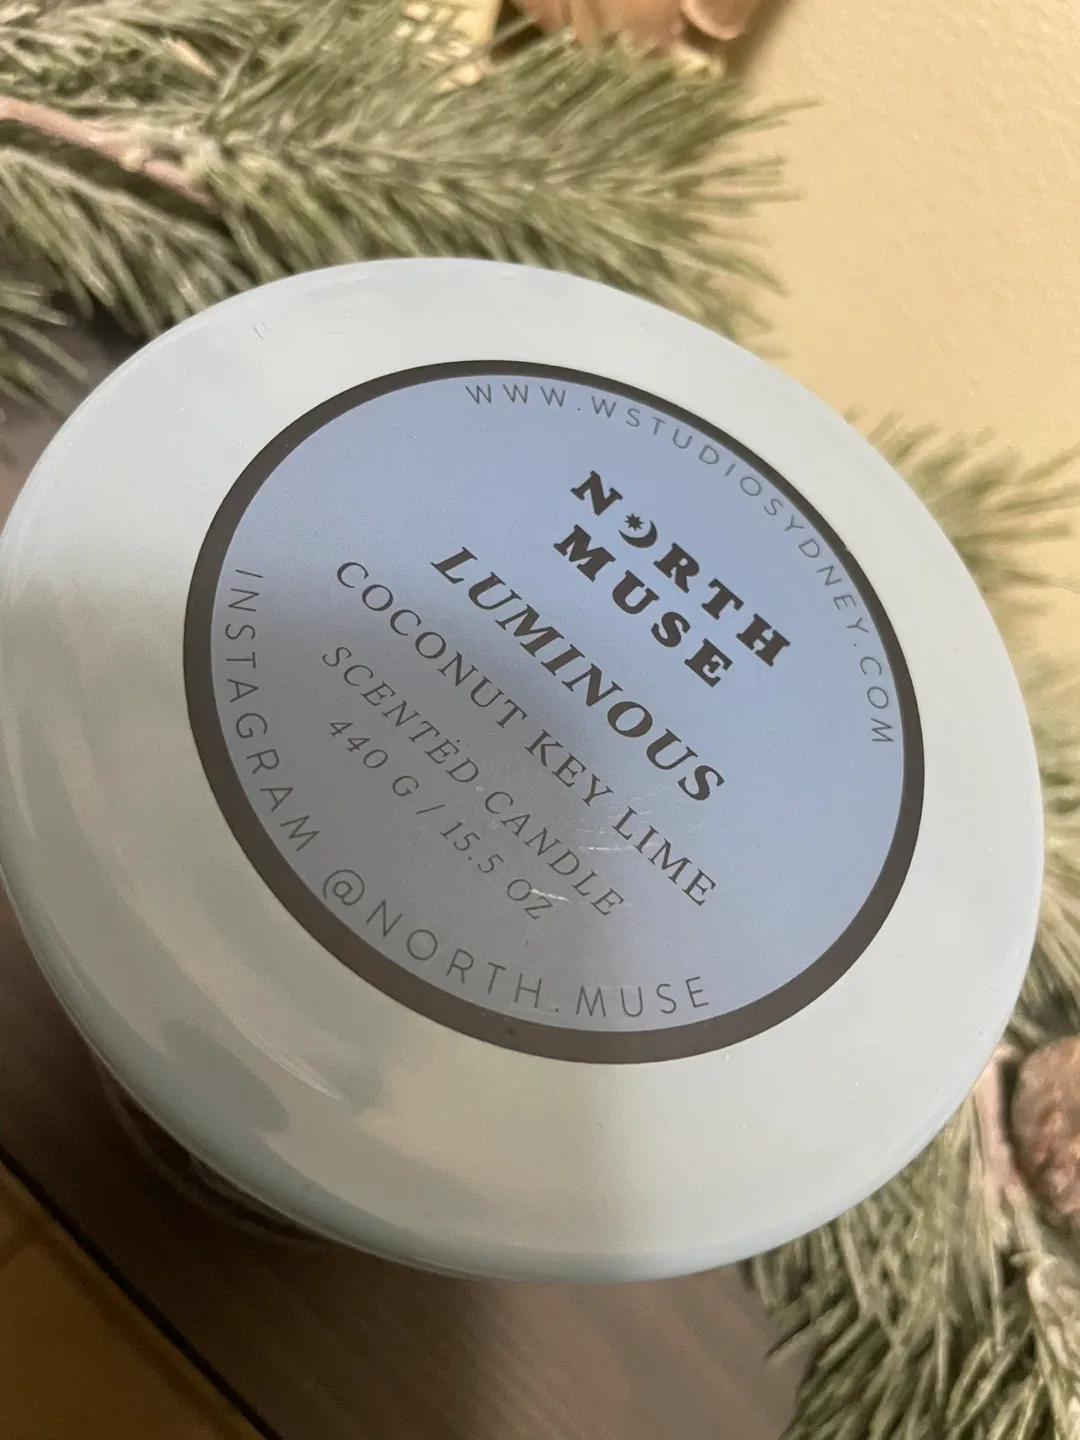 WWW.WSTUDIOSYDNEY.COM
NORTH
MUSE
LUMINOUS
COCONUT KEY LIME
SCENTED CANDLE
440 G / 15.5 OZ
INSTAGRAM @NORTH.MUSE